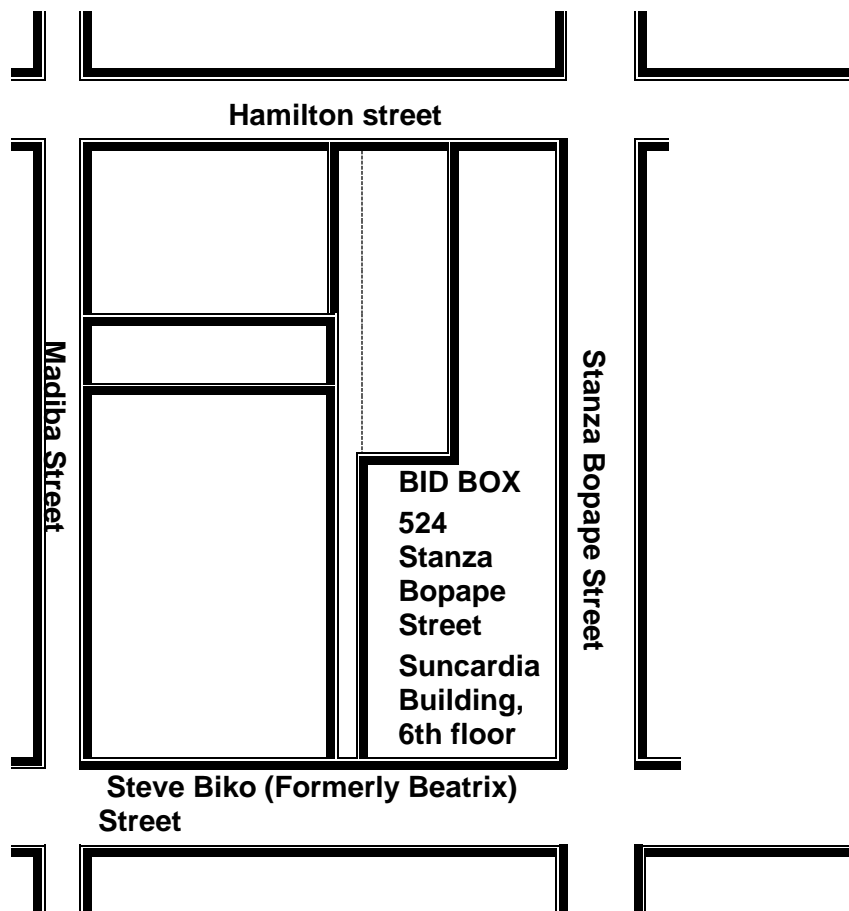 Hamilton street
Madiba Street
Stanza Bopape Street
BID BOX
524
Stanza
Bopape
Street
Suncardia
Building,
6th floor
Steve Biko (Formerly Beatrix)
Street